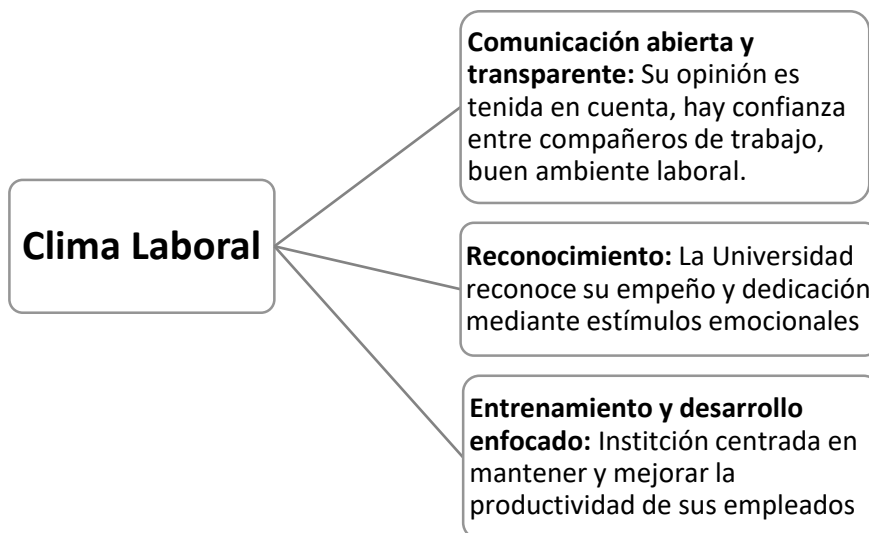 Clima Laboral
Comunicación abierta y
transparente: Su opinión es
tenida en cuenta, hay confianza
entre compañeros de trabajo,
buen ambiente laboral.
Reconocimiento: La Universidad
reconoce su empeño y dedicación
mediante estímulos emocionales
Entrenamiento y desarrollo
enfocado: Institción centrada en
mantener y mejorar la
productividad de sus empleados